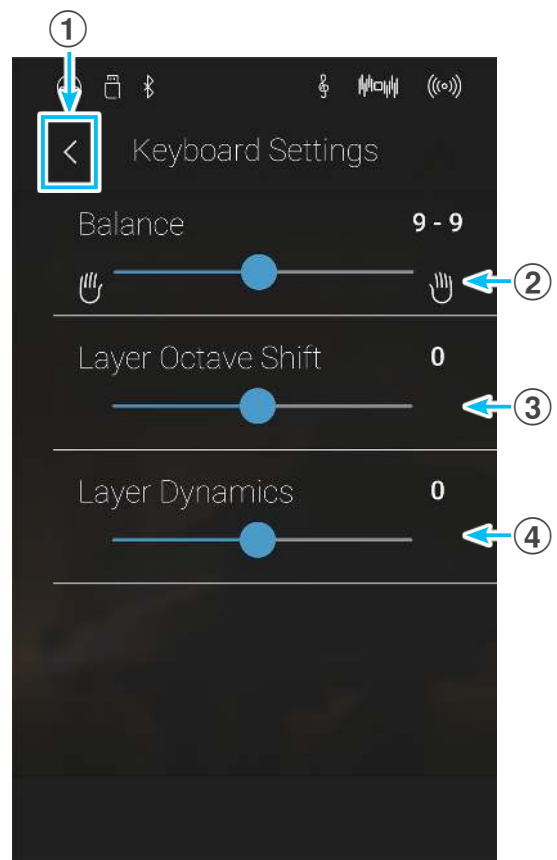 ①
Keyboard Settings
Balance 9 - 9
②
Layer Octave Shift 0
③
Layer Dynamics 0
④